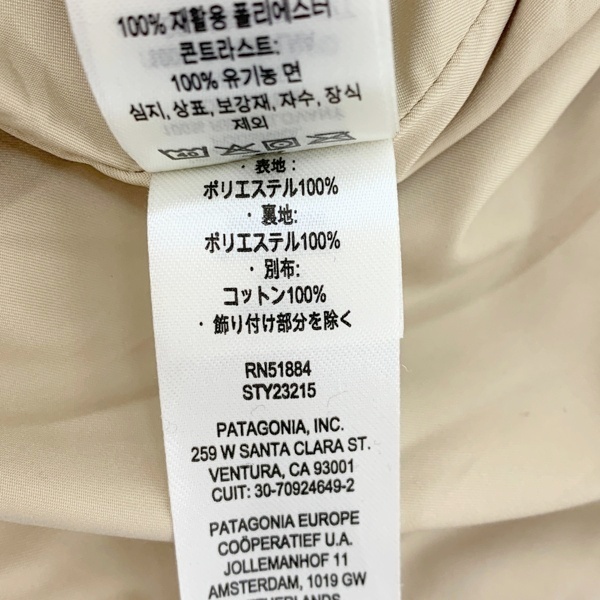 100% 재활용 폴리에스터
콘트라스트:
100% 유기농 면
심지, 상표, 보강재, 자수, 장식
제외
40
・表地:
ポリエステル100%
・裏地:
ポリエステル100%
・別布:
コットン100%
・飾り付け部分を除く
RN51884
STY23215
PATAGONIA, INC.
259 W SANTA CLARA ST.
VENTURA, CA 93001
CUIT: 30-70924649-2
PATAGONIA EUROPE
COÖPERATIEF U.A.
JOLLEMANHOF 11
AMSTERDAM, 1019 GW
NETHERLANDS